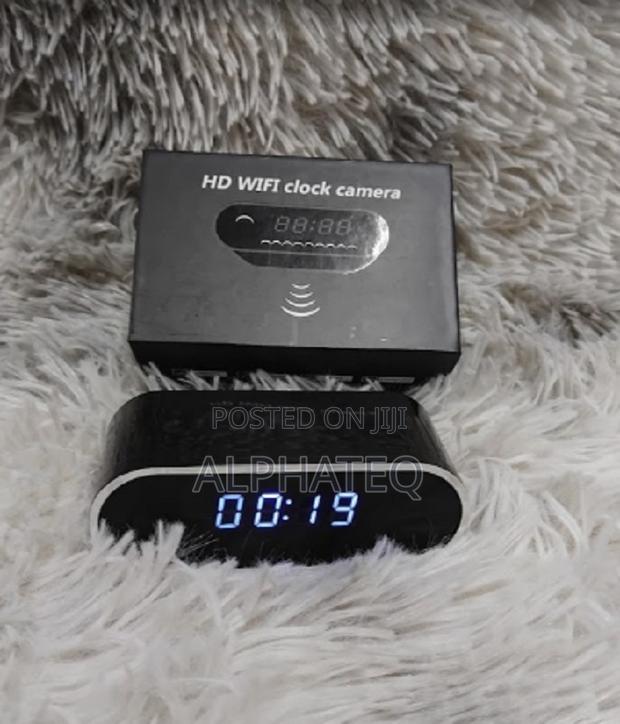 HD WIFI clock camera
88:88
POSTED ON JIJI
ALPHATEQ
00:19